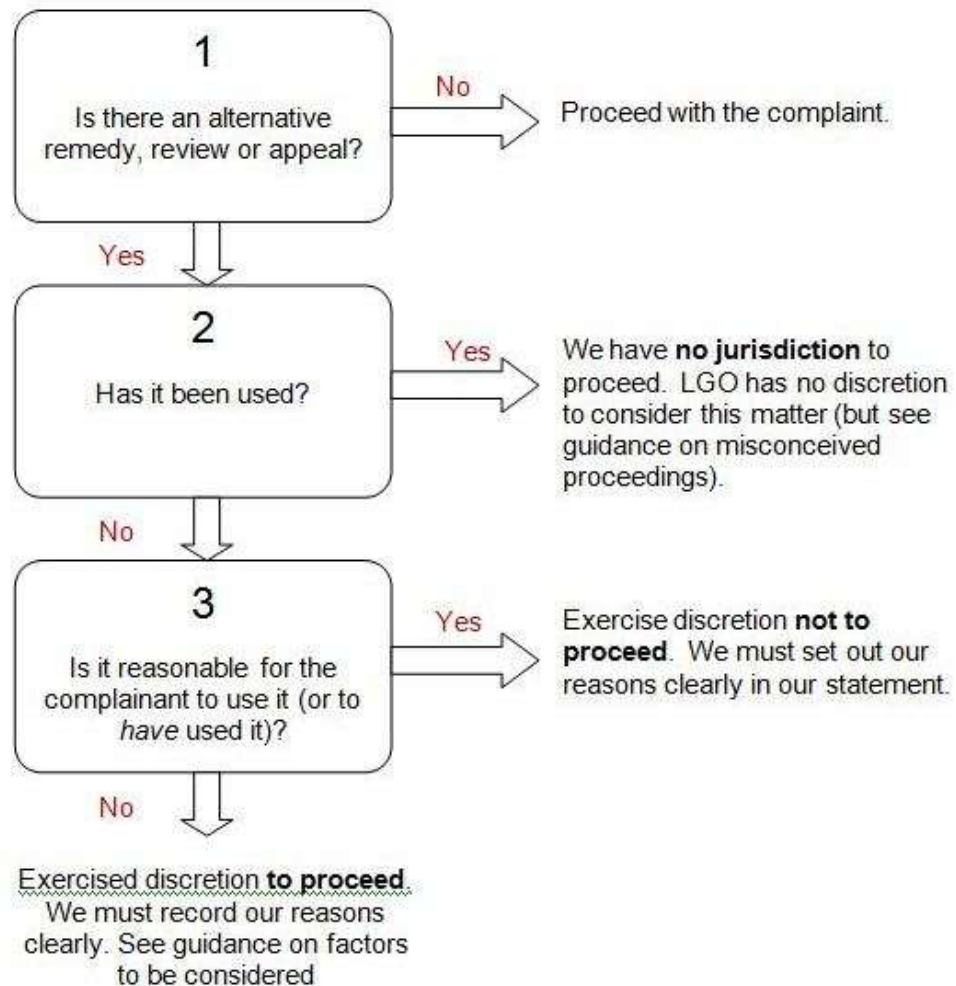 1
Is there an alternative
remedy, review or appeal?
No
Proceed with the complaint.
Yes
2
Has it been used?
Yes
We have no jurisdiction to
proceed. LGO has no discretion
to consider this matter (but see
guidance on misconceived
proceedings).
No
3
Is it reasonable for the
complainant to use it (or to
have used it)?
Yes
Exercise discretion not to
proceed. We must set out our
reasons clearly in our statement.
No
Exercised discretion to proceed.
We must record our reasons
clearly. See guidance on factors
to be considered